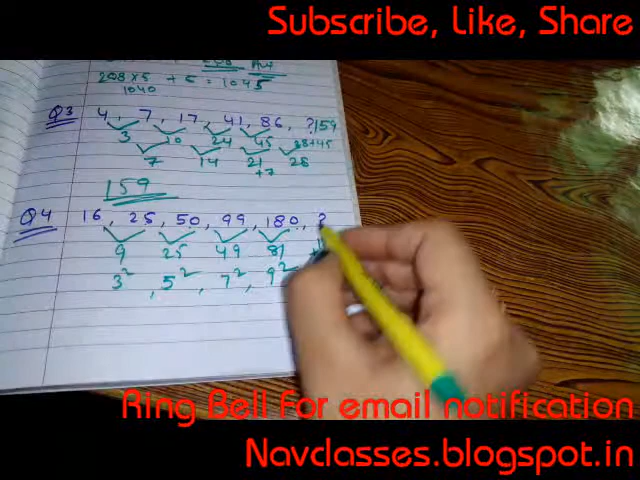 Subscribe, Like, Share
208×5 + 5 = 1045
1040
Q3 4, 7, 17, 41, 86, ?159
3 10 24 45 28+45
7 14 21 28
+7
159
Q4 16, 25, 50, 99, 180, ?
9 25 49 81
3², 5², 7², 9²
Ring Bell For email notification
Navclasses.blogspot.in